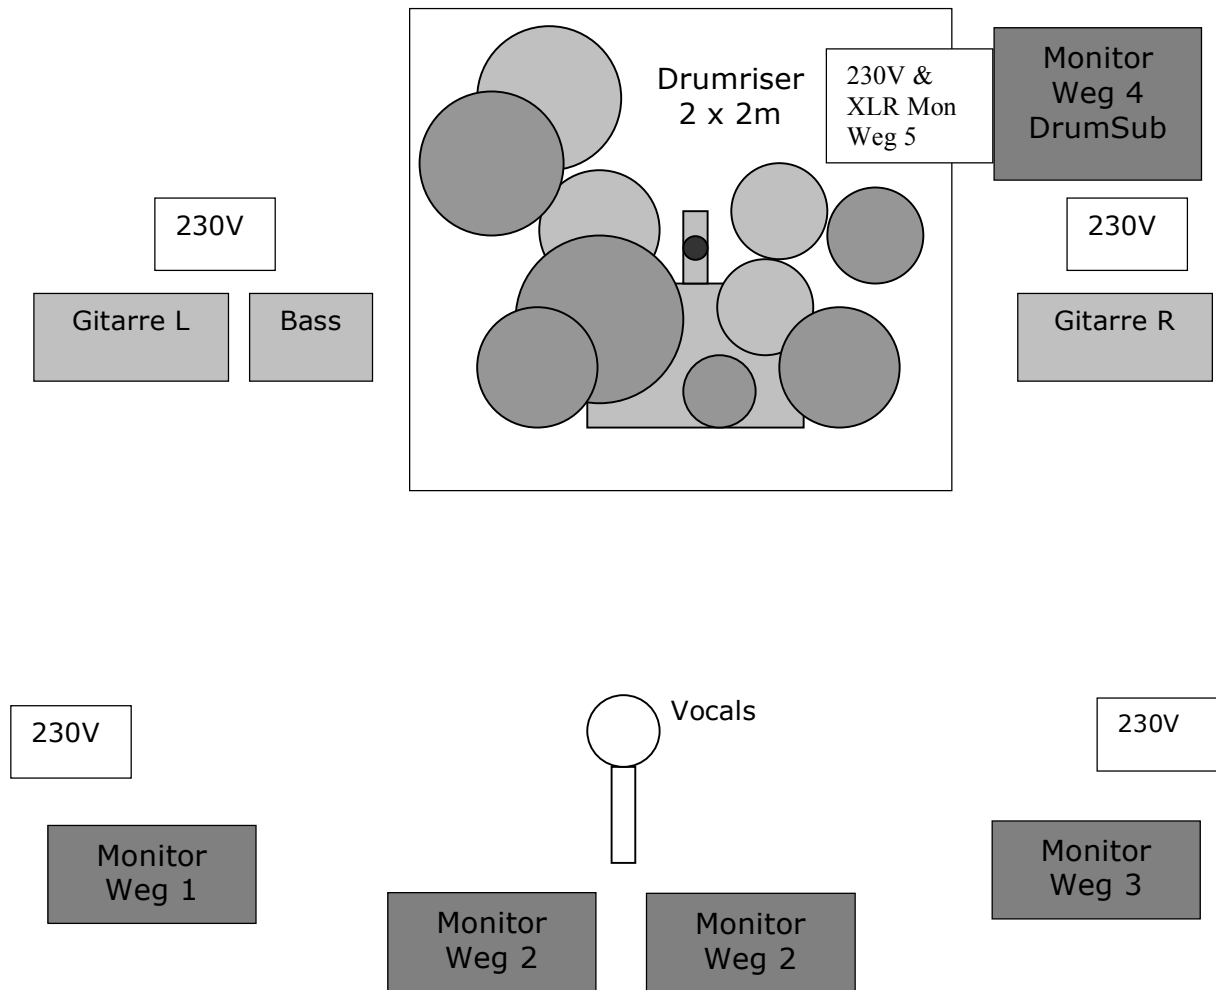 Drumriser
2 x 2m
230V &
XLR Mon
Weg 5
Monitor
Weg 4
DrumSub
230V
230V
Gitarre L
Bass
Gitarre R
Vocals
230V
230V
Monitor
Weg 1
Monitor
Weg 2
Monitor
Weg 2
Monitor
Weg 3